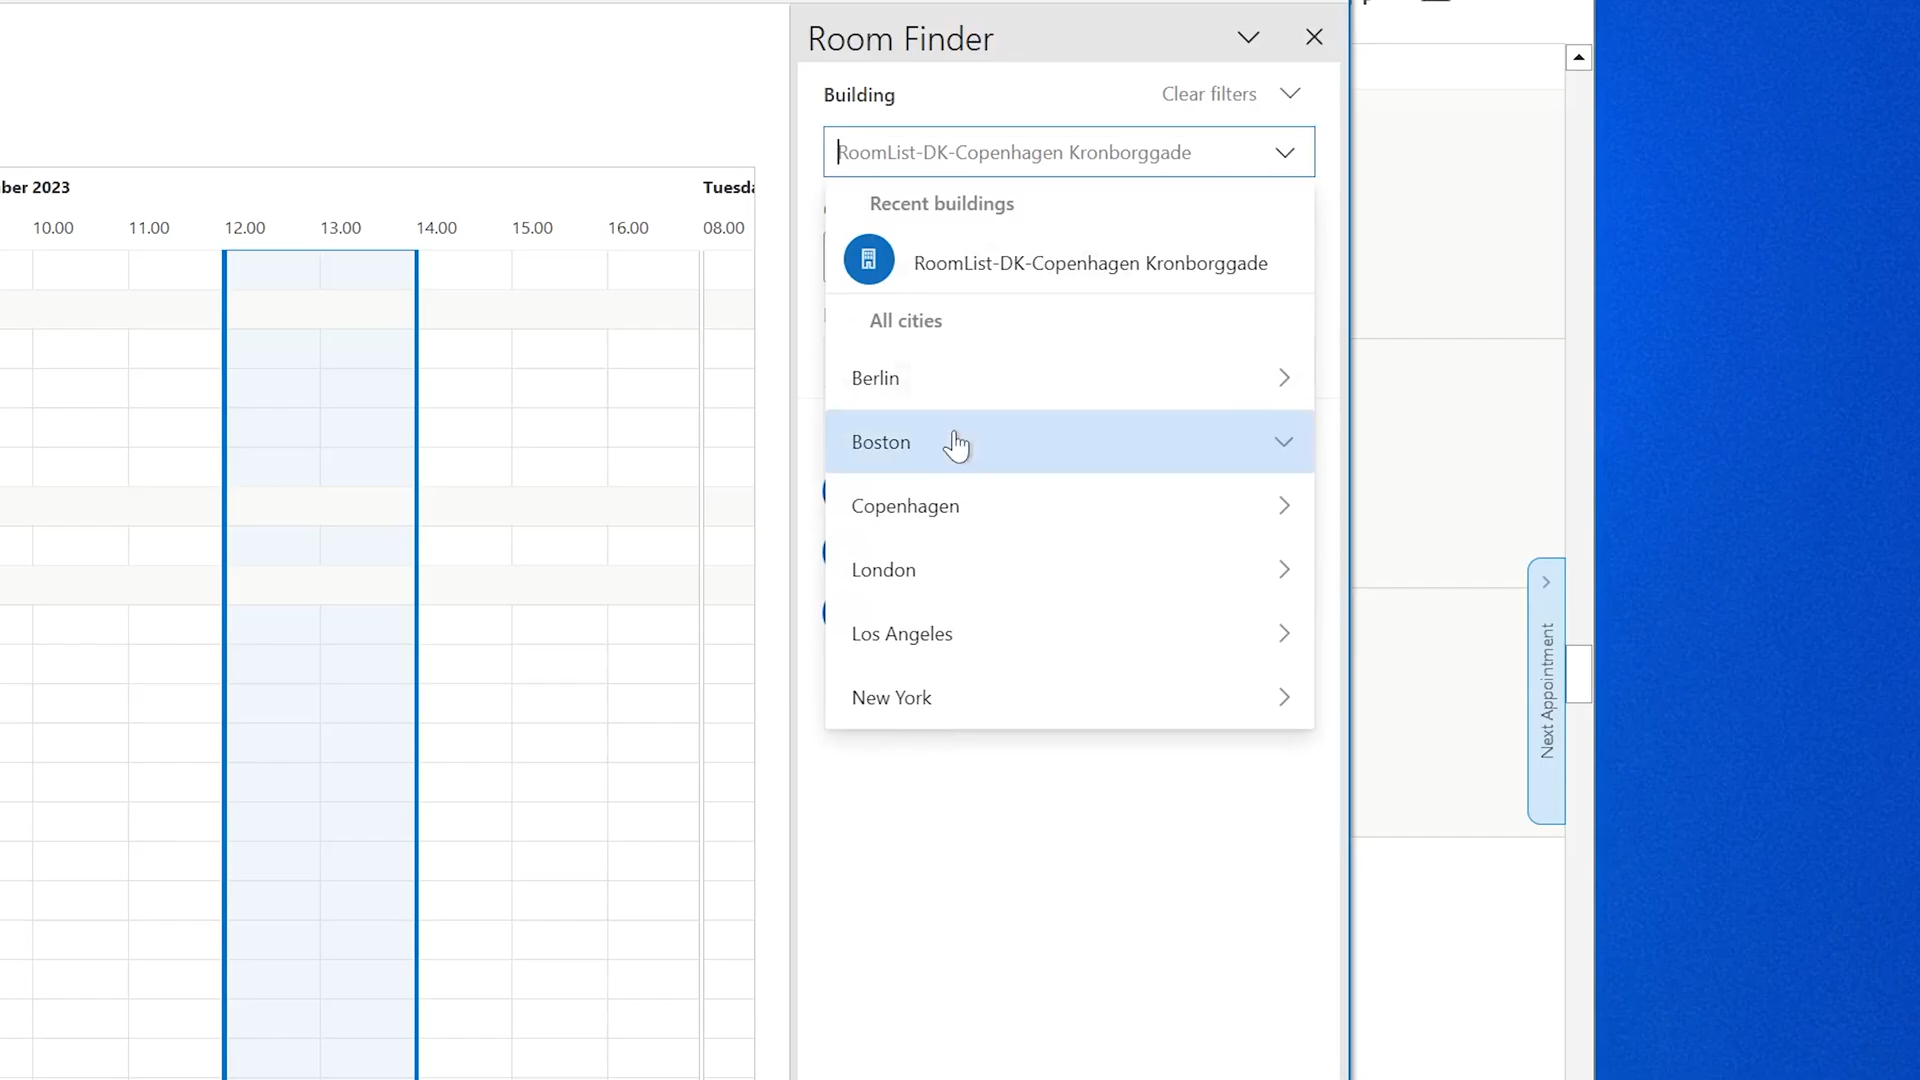 Room Finder
Building
Clear filters
RoomList-DK-Copenhagen Kronborggade
Recent buildings
RoomList-DK-Copenhagen Kronborggade
All cities
Berlin
Boston
Copenhagen
London
Los Angeles
New York
ber 2023
Tuesda
10.00 11.00 12.00 13.00 14.00 15.00 16.00 08.00
Next Appointment